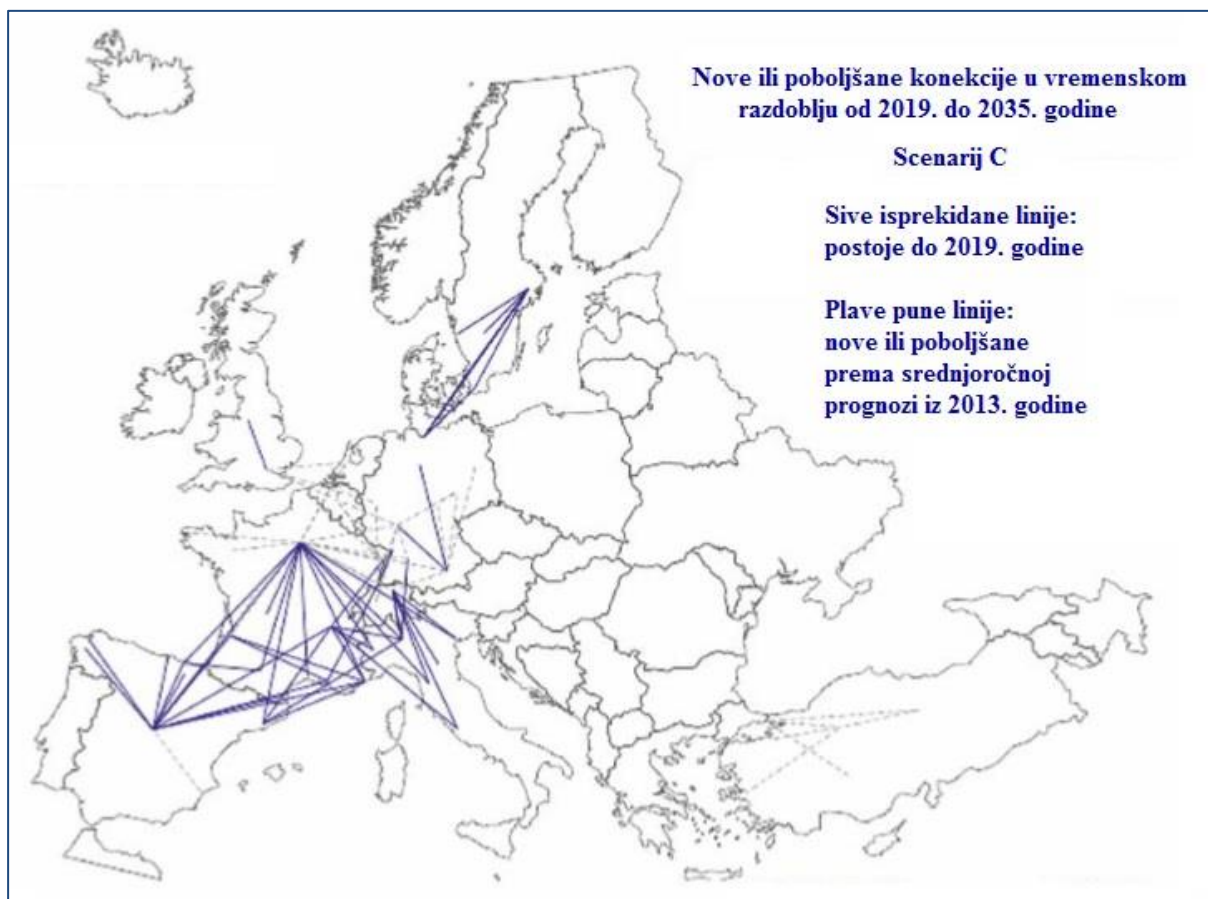 Nove ili poboljšane konekcije u vremenskom
razdoblju od 2019. do 2035. godine
Scenarij C
Sive isprekidane linije:
postoje do 2019. godine
Plave pune linije:
nove ili poboljšane
prema srednjoročnoj
prognozi iz 2013. godine